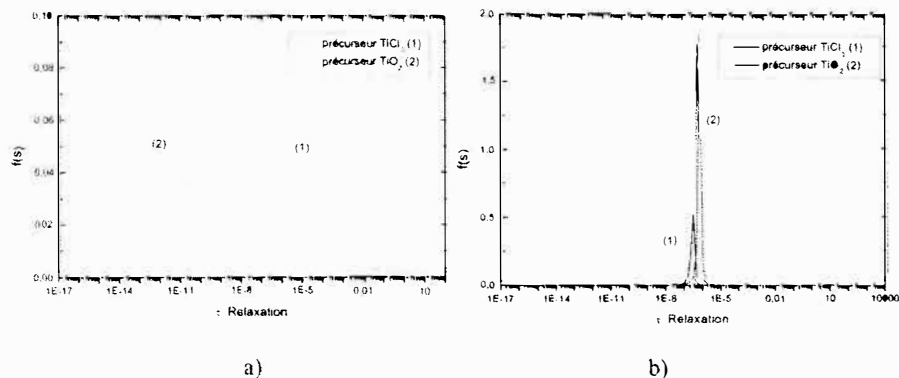 0,10
0,08
0,06
0,04
0,02
0,00
f(s)
précurseur TiCl3 (1)
précurseur TiO2 (2)
(2)
(1)
1E-17 1E-14 1E-11 1E-8 1E-5 0,01 10
τ Relaxation
a)
2,0
1,5
1,0
0,5
0,0
f(s)
précurseur TiCl3 (1)
précurseur TiO2 (2)
(2)
(1)
1E-17 1E-14 1E-11 1E-8 1E-5 0,01 10 10000
τ Relaxation
b)